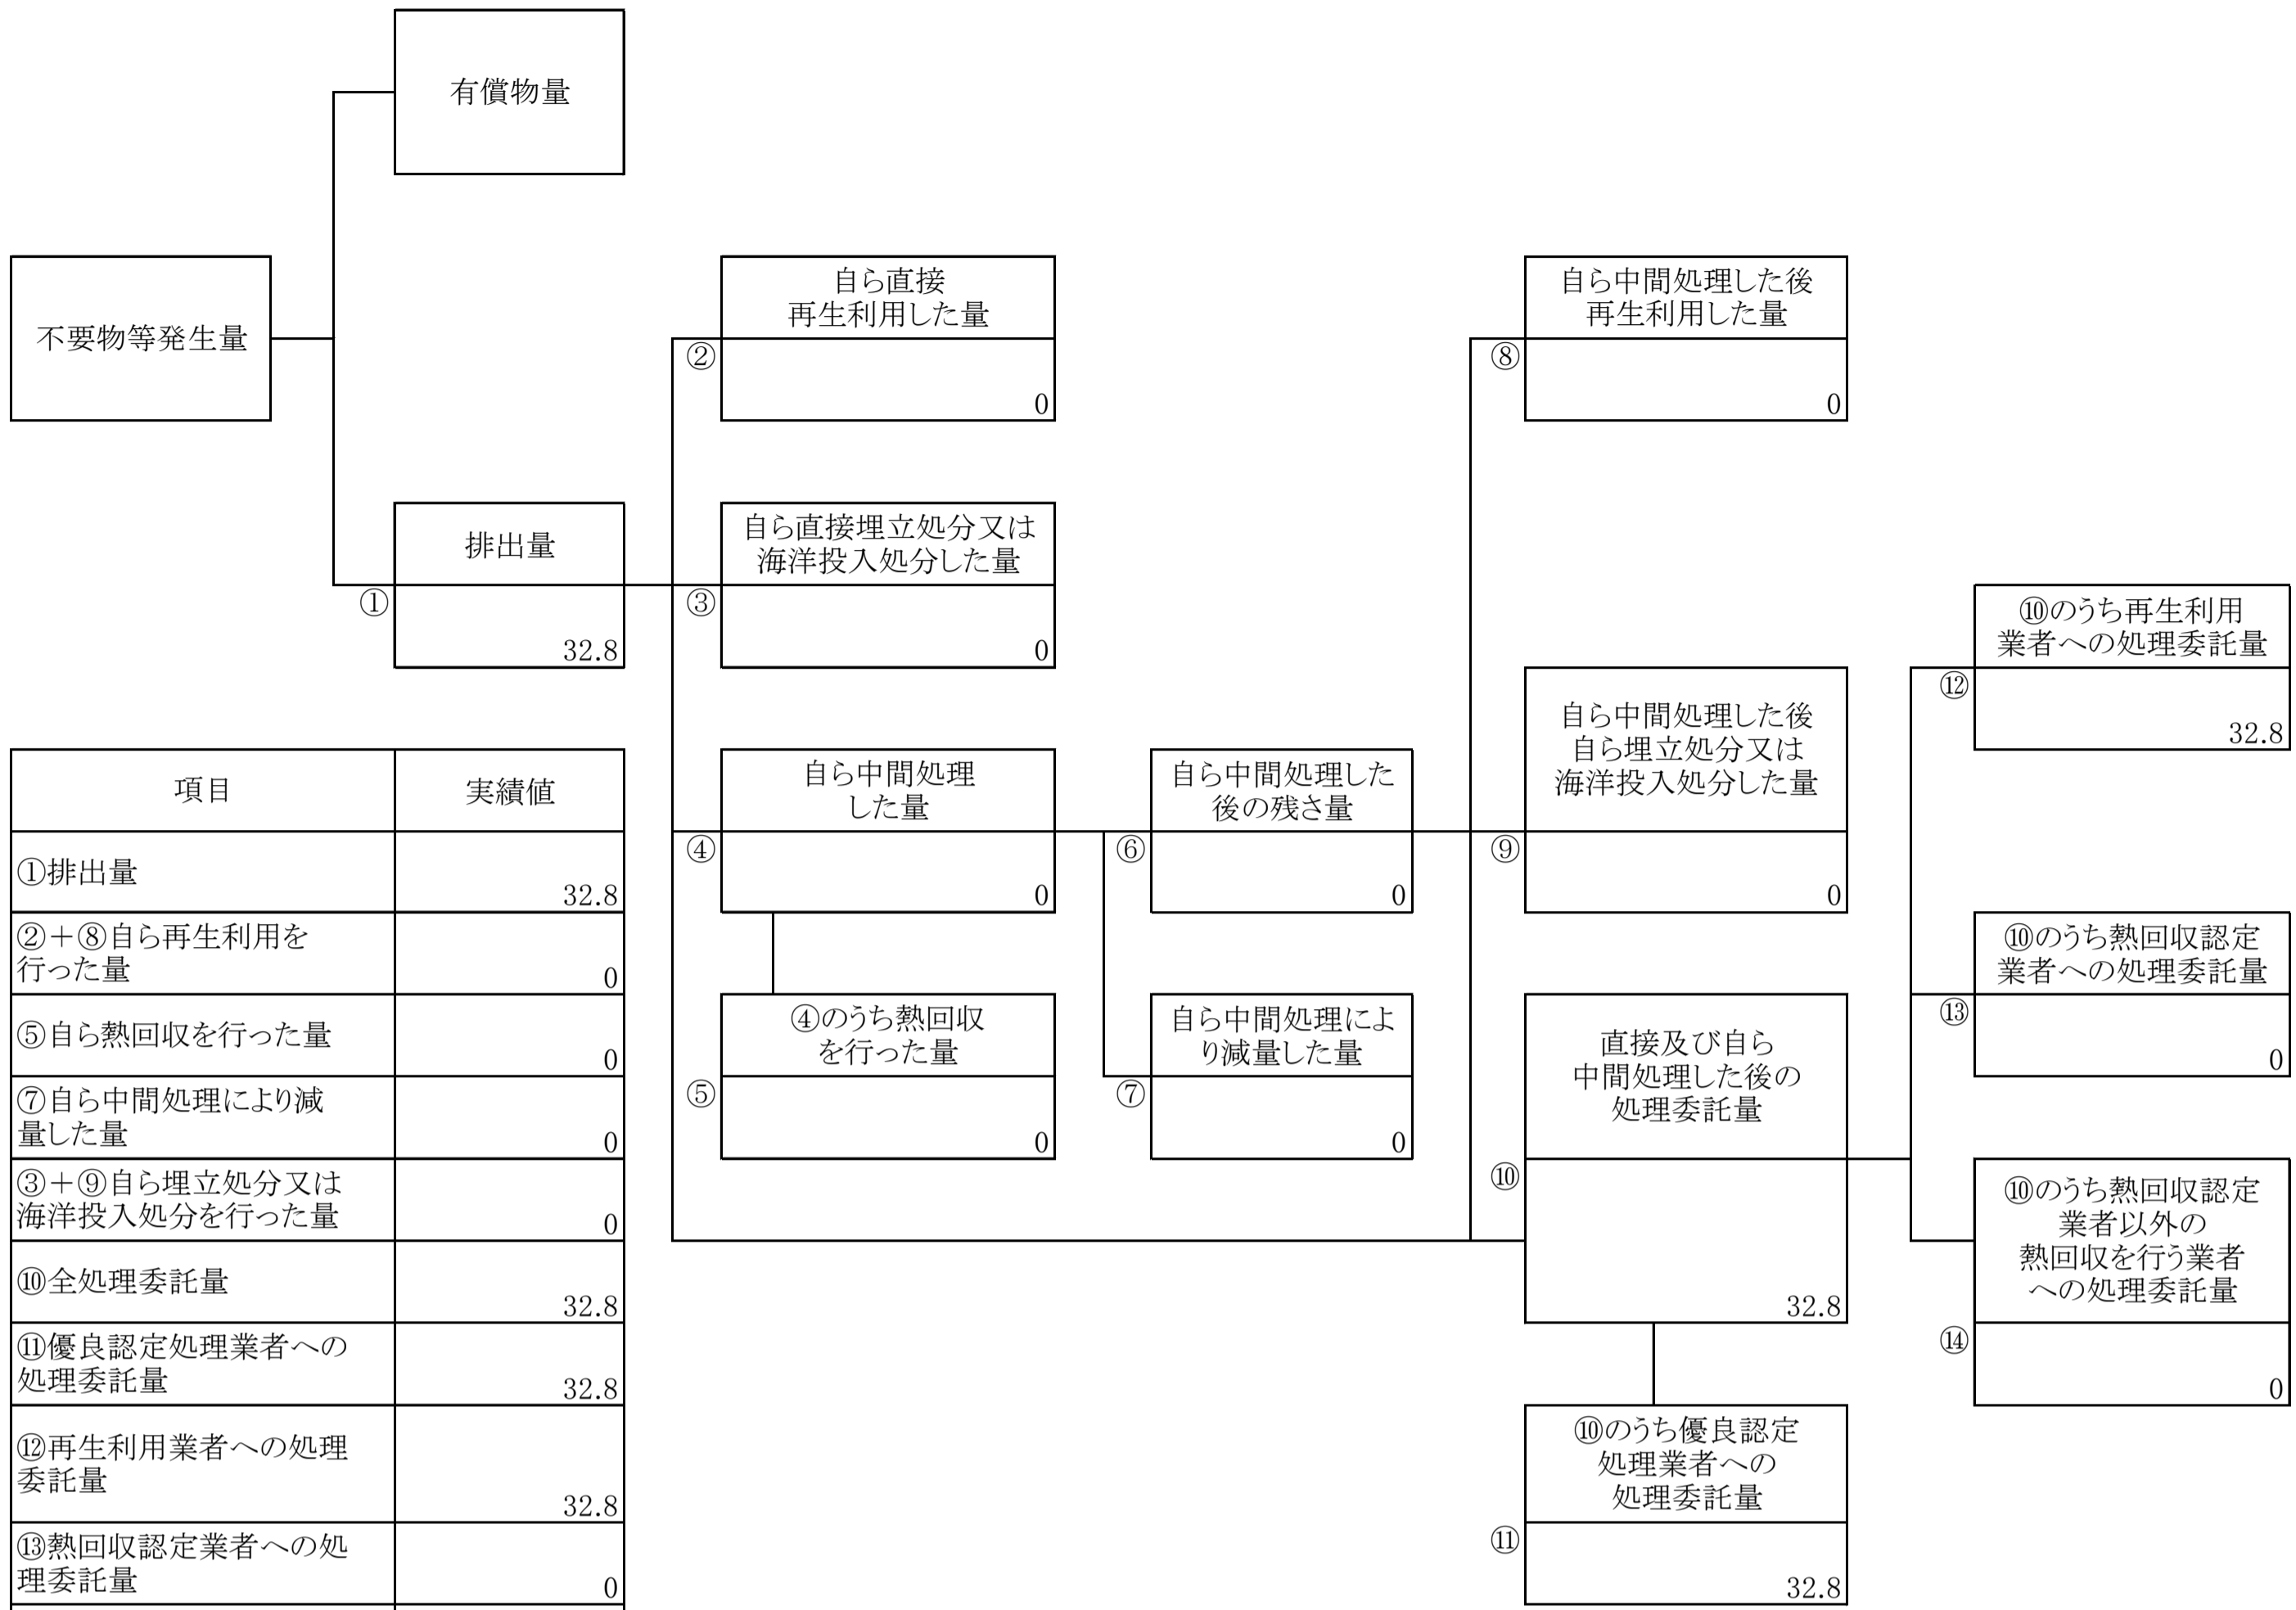 有償物量
不要物等発生量
自ら直接
再生利用した量
②
0
自ら中間処理した後
再生利用した量
⑧
0
排出量
①
32.8
自ら直接埋立処分又は
海洋投入処分した量
③
0
⑩のうち再生利用
業者への処理委託量
⑫
32.8
自ら中間処理
した量
④
0
自ら中間処理した
後の残さ量
⑥
0
自ら中間処理した後
自ら埋立処分又は
海洋投入処分した量
⑨
0
⑩のうち熱回収認定
業者への処理委託量
⑬
0
④のうち熱回収
を行った量
⑤
0
自ら中間処理によ
り減量した量
⑦
0
直接及び自ら
中間処理した後の
処理委託量
⑩
32.8
⑩のうち熱回収認定
業者以外の
熱回収を行う業者
への処理委託量
⑭
0
⑩のうち優良認定
処理業者への
処理委託量
⑪
32.8
項目 実績値
①排出量
32.8
②＋⑧自ら再生利用を
行った量
0
⑤自ら熱回収を行った量
0
⑦自ら中間処理により減
量した量
0
③＋⑨自ら埋立処分又は
海洋投入処分を行った量
0
⑩全処理委託量
32.8
⑪優良認定処理業者への
処理委託量
32.8
⑫再生利用業者への処理
委託量
32.8
⑬熱回収認定業者への処
理委託量
0